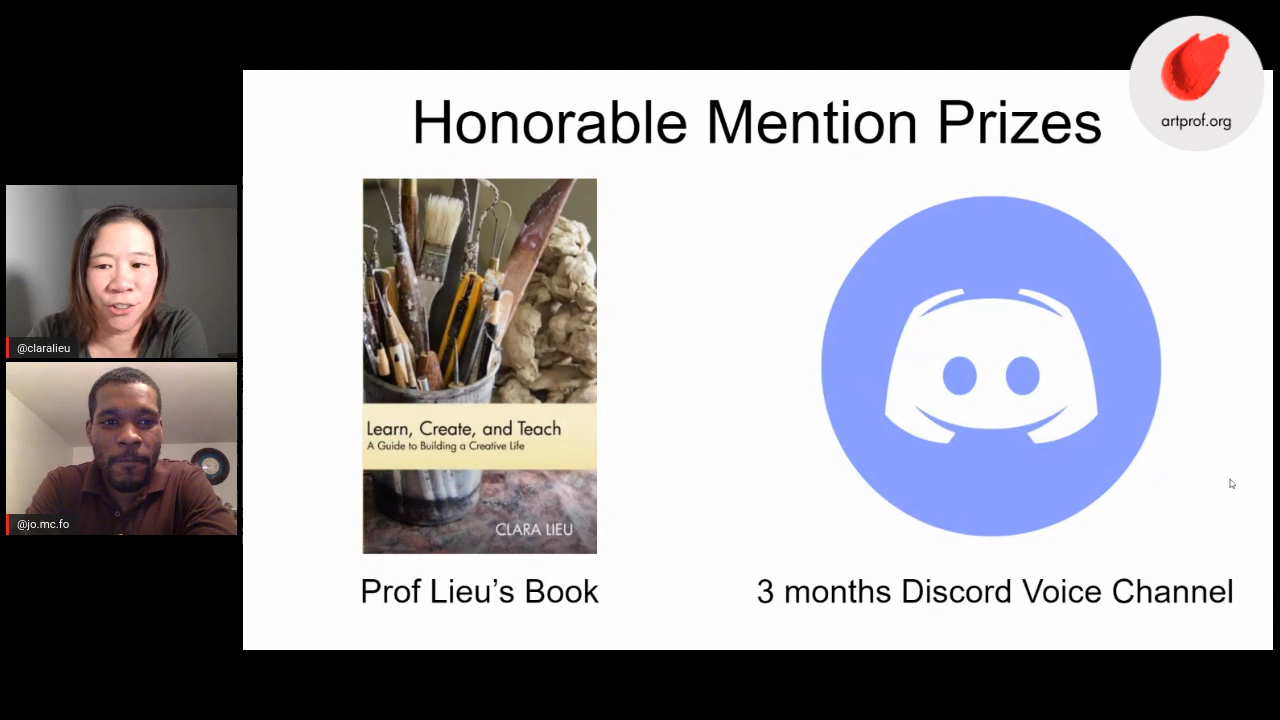 Honorable Mention Prizes
artprof.org
@claralieu
@jo.mc.fo
Learn, Create, and Teach
A Guide to Building a Creative Life
CLARA LIEU
Prof Lieu's Book
3 months Discord Voice Channel